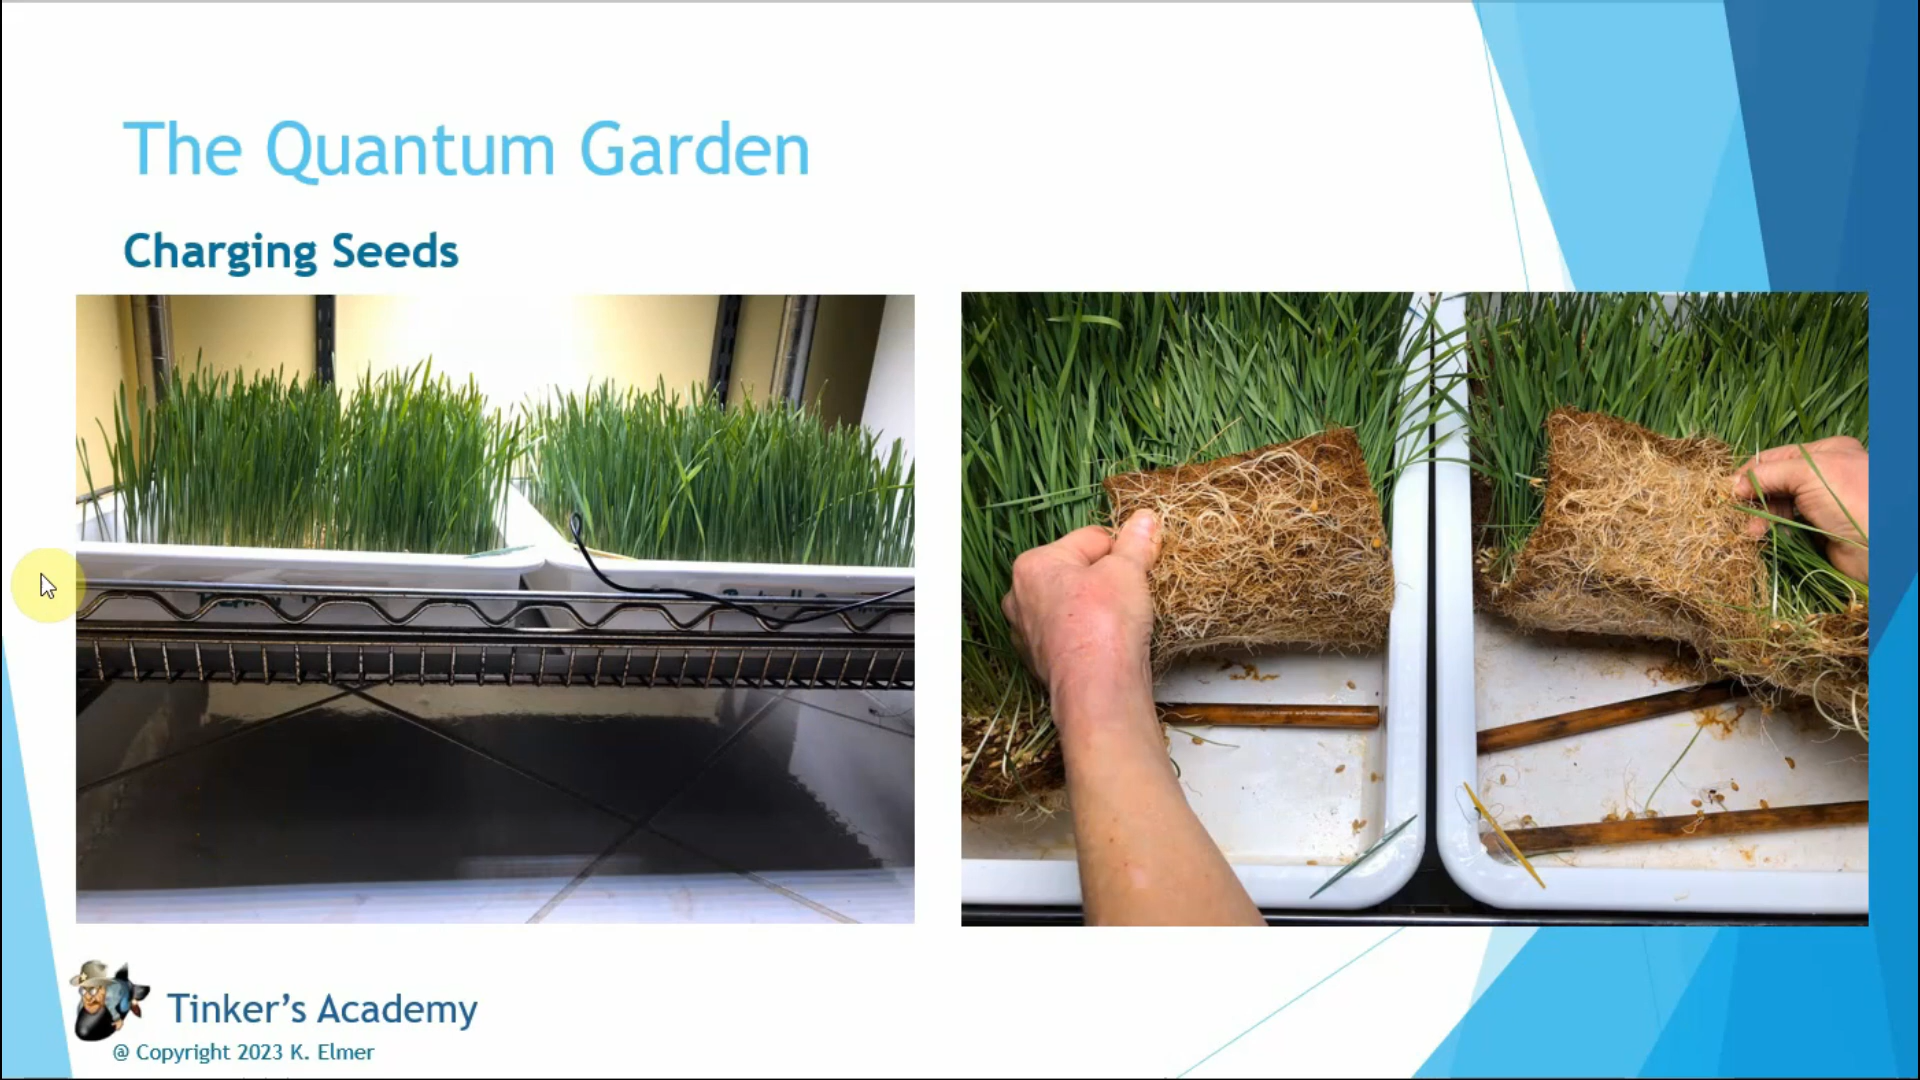 The Quantum Garden
Charging Seeds
Tinker's Academy
@ Copyright 2023 K. Elmer